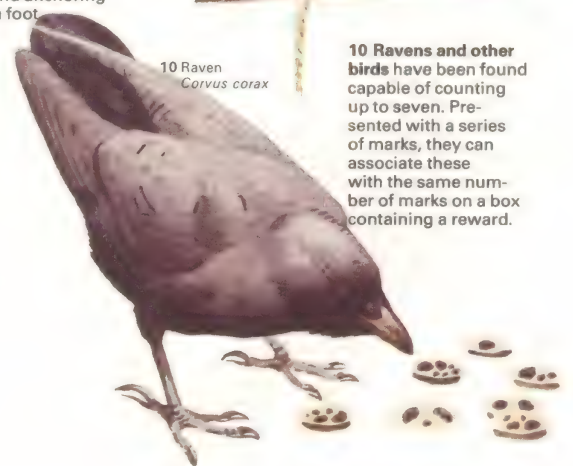 foot
10 Raven
Corvus corax
10 Ravens and other
birds have been found
capable of counting
up to seven. Pre-
sented with a series
of marks, they can
associate these
with the same num-
ber of marks on a box
containing a reward.